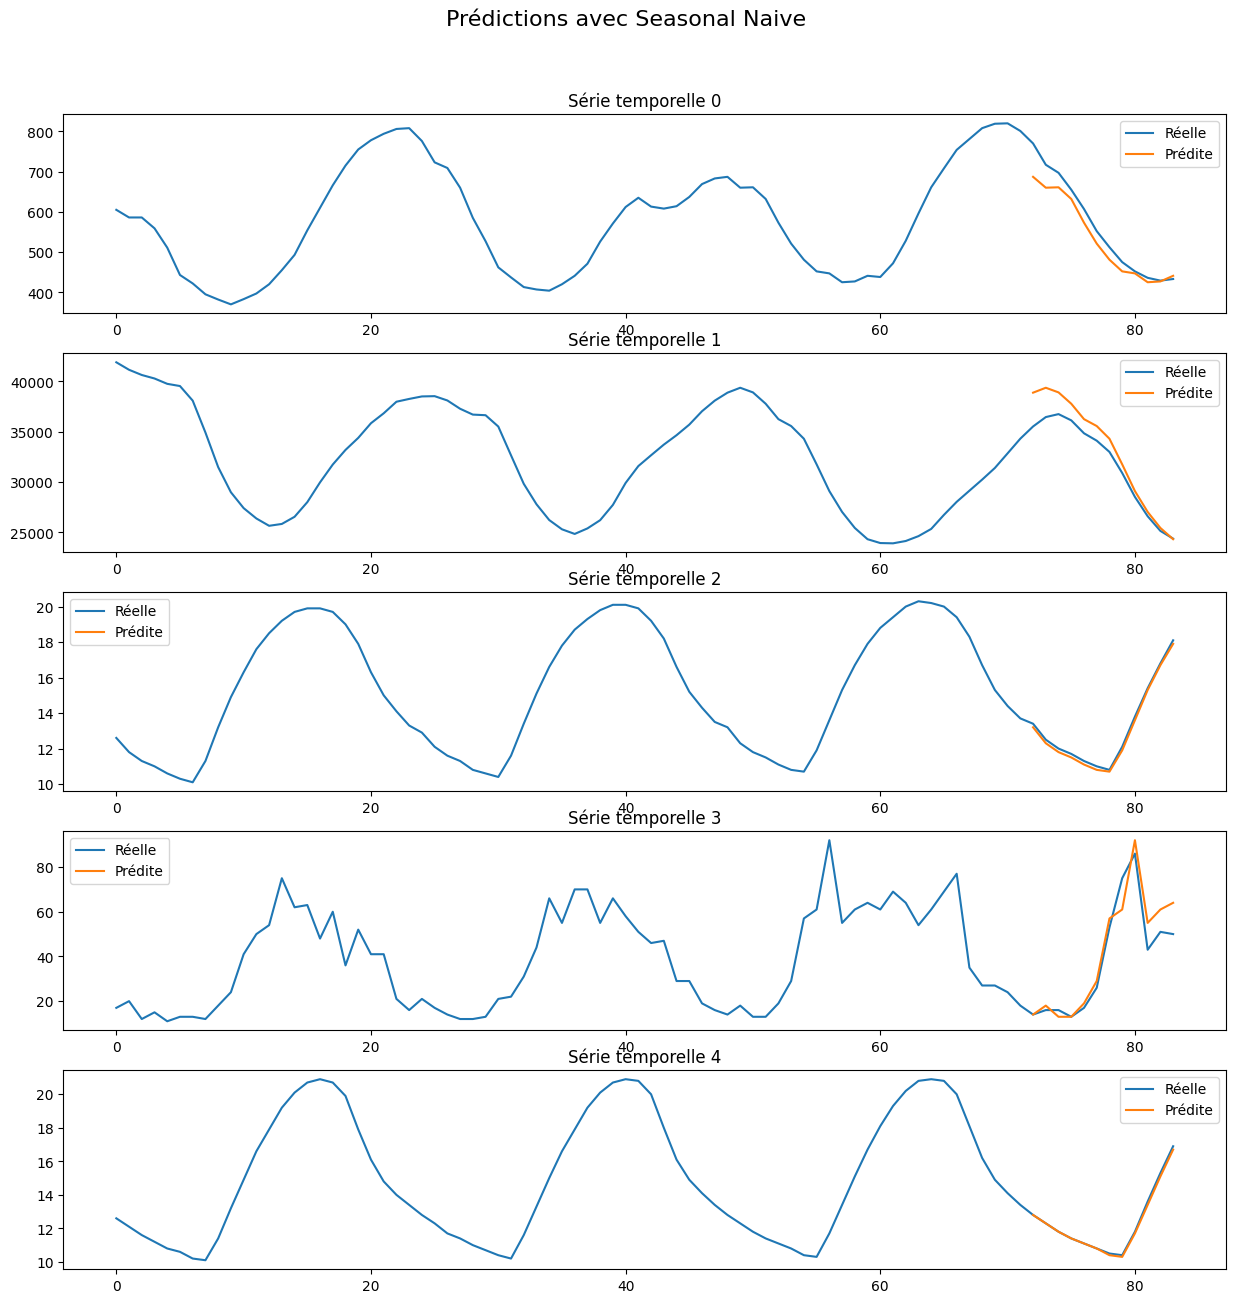 Prédictions avec Seasonal Naive
Série temporelle 0
800
700
600
500
400
Réelle
Prédite
0 20 40 60 80
Série temporelle 1
40000
35000
30000
25000
Réelle
Prédite
0 20 40 60 80
Série temporelle 2
20
18
16
14
12
10
Réelle
Prédite
0 20 40 60 80
Série temporelle 3
80
60
40
20
Réelle
Prédite
0 20 40 60 80
Série temporelle 4
20
18
16
14
12
10
Réelle
Prédite
0 20 40 60 80